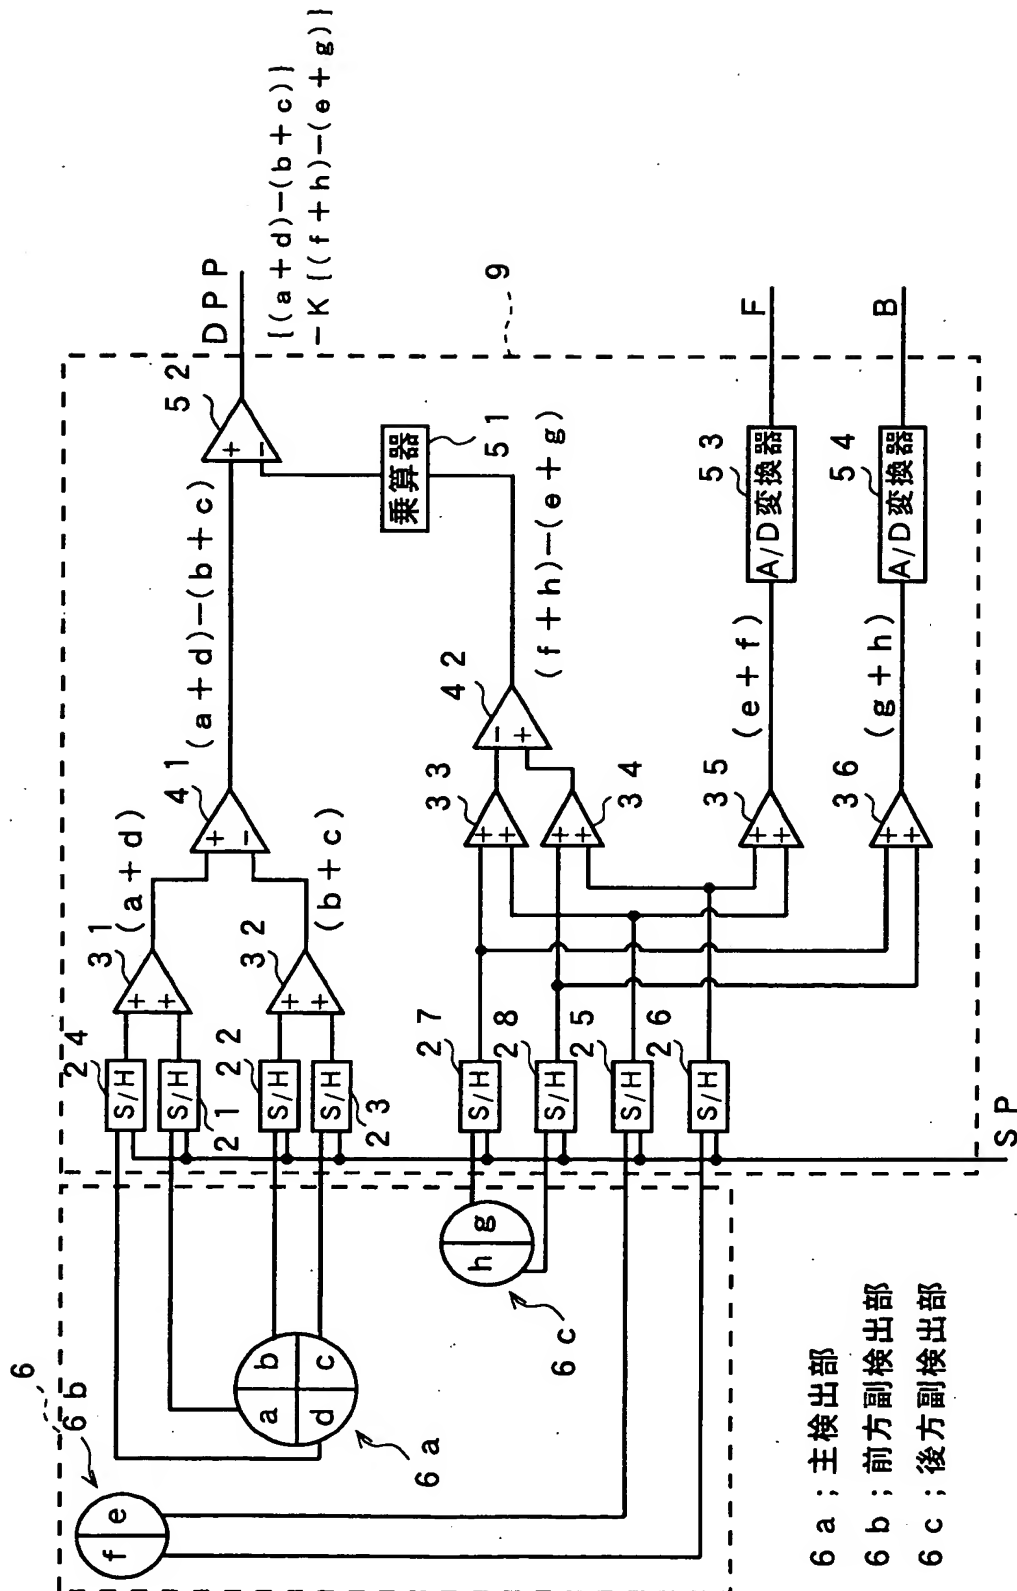 6
6b
f
e
a
b
c
d
6a
h
g
6c
24
S/H
S/H
21
22
S/H
S/H
23
27
S/H
28
S/H
25
S/H
26
S/H
SP
31
+
+
(a+d)
32
+
+
(b+c)
41
+
−
(a+d)−(b+c)
33
+
+
34
+
+
42
−
+
(f+h)−(e+g)
乗算器
51
52
+
−
DPP
{(a+d)−(b+c)}
−K{(f+h)−(e+g)}
9
35
+
+
(e+f)
A/D変換器
53
F
36
+
+
(g+h)
A/D変換器
54
B
6a;主検出部
6b;前方副検出部
6c;後方副検出部